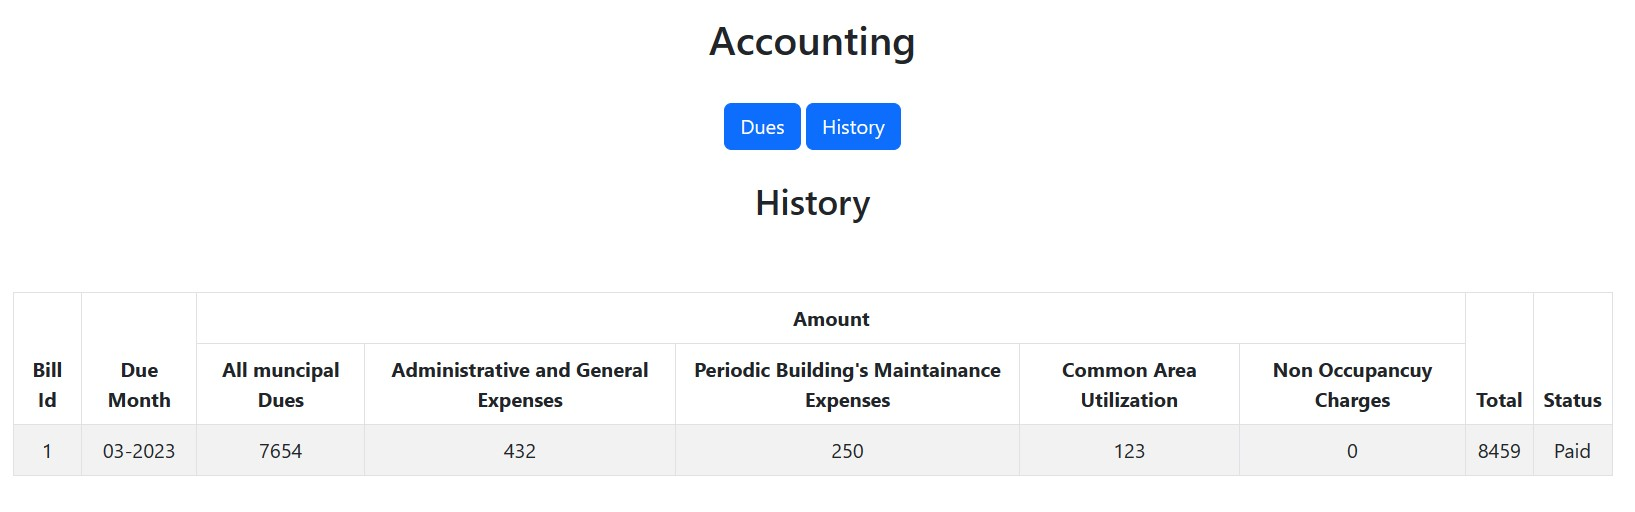 Accounting
Dues History
History
Amount
Bill Id Due Month All muncipal Dues Administrative and General Expenses Periodic Building's Maintainance Expenses Common Area Utilization Non Occupancuy Charges Total Status
1 03-2023 7654 432 250 123 0 8459 Paid